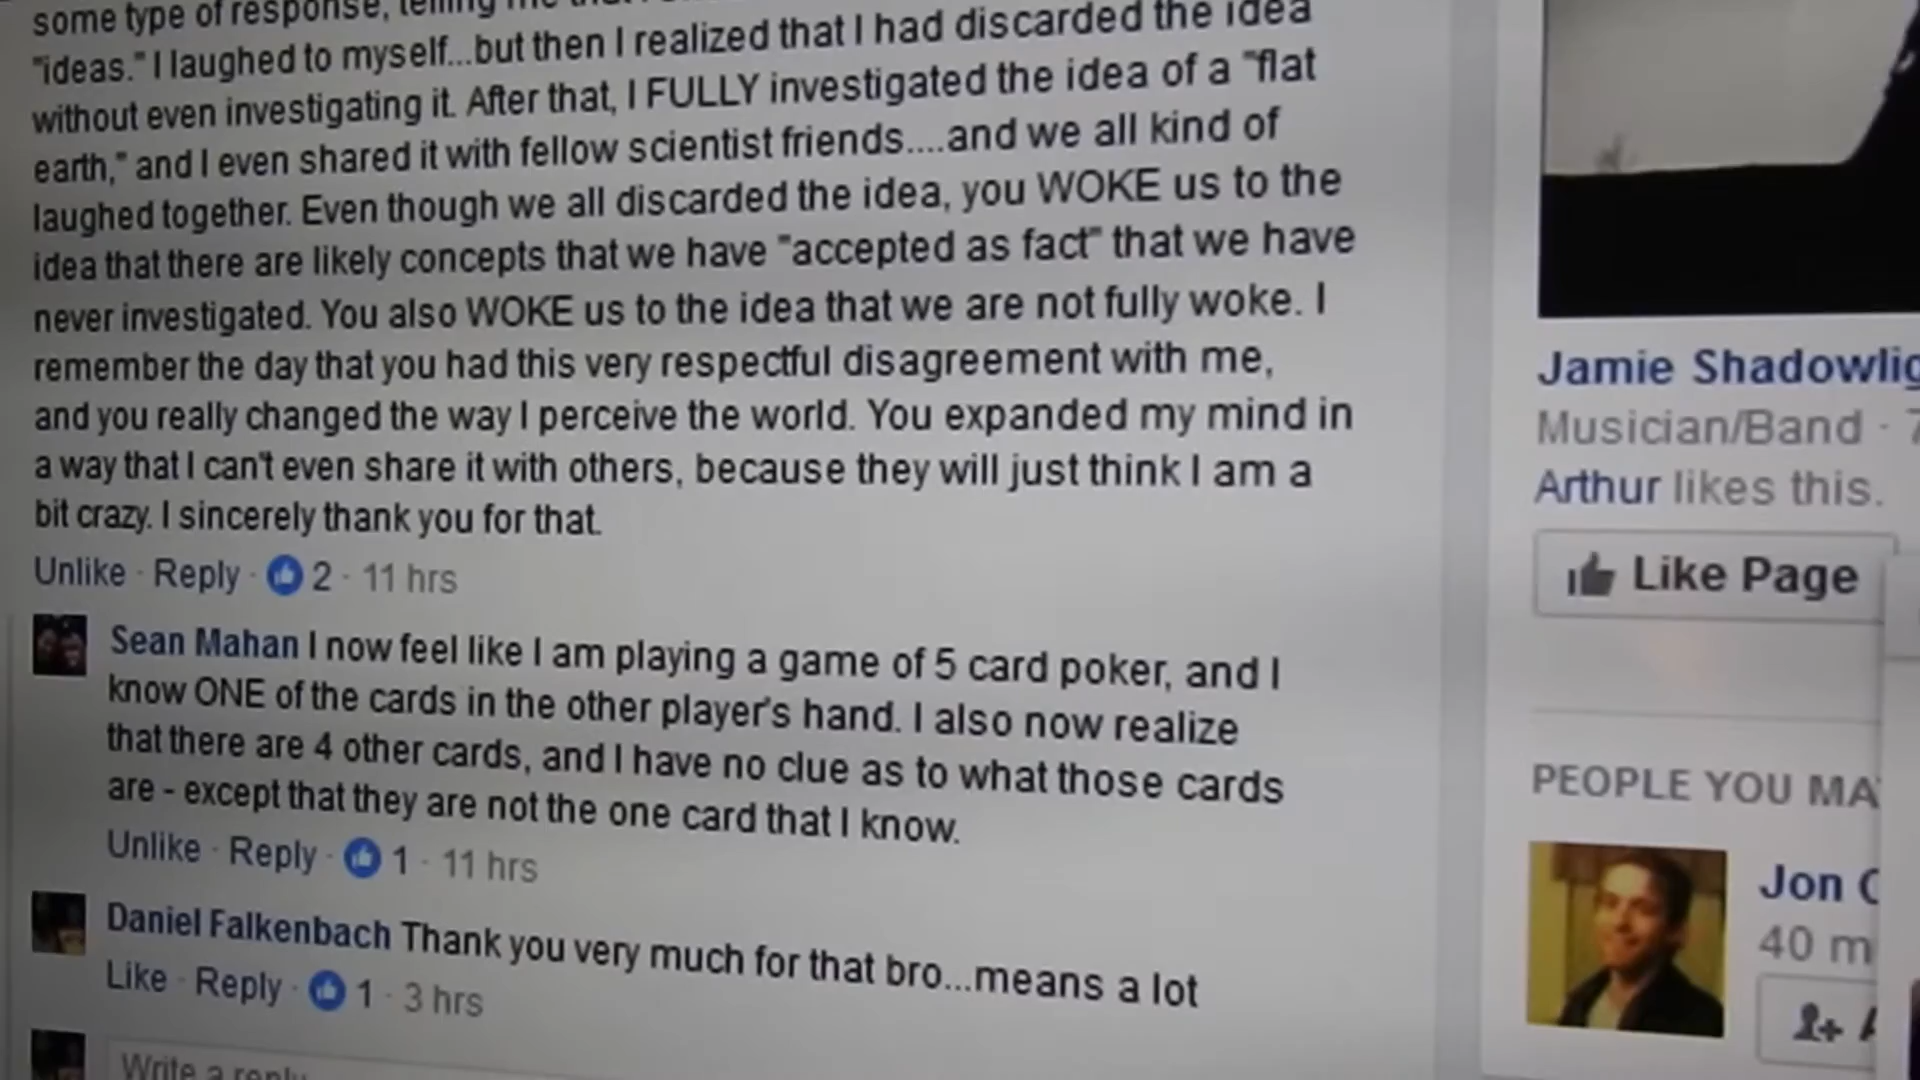 some type of response, telling me that I
"ideas." I laughed to myself...but then I realized that I had discarded the idea
without even investigating it. After that, I FULLY investigated the idea of a "flat
earth," and I even shared it with fellow scientist friends....and we all kind of
laughed together. Even though we all discarded the idea, you WOKE us to the
idea that there are likely concepts that we have "accepted as fact" that we have
never investigated. You also WOKE us to the idea that we are not fully woke. I
remember the day that you had this very respectful disagreement with me,
and you really changed the way I perceive the world. You expanded my mind in
a way that I can't even share it with others, because they will just think I am a
bit crazy. I sincerely thank you for that.
Unlike · Reply · 2 · 11 hrs
Sean Mahan I now feel like I am playing a game of 5 card poker, and I
know ONE of the cards in the other player's hand. I also now realize
that there are 4 other cards, and I have no clue as to what those cards
are - except that they are not the one card that I know.
Unlike · Reply · 1 · 11 hrs
Daniel Falkenbach Thank you very much for that bro...means a lot
Like · Reply · 1 · 3 hrs
Write a reply
Jamie Shadowlig
Musician/Band · 7
Arthur likes this.
Like Page
PEOPLE YOU MA
Jon C
40 m